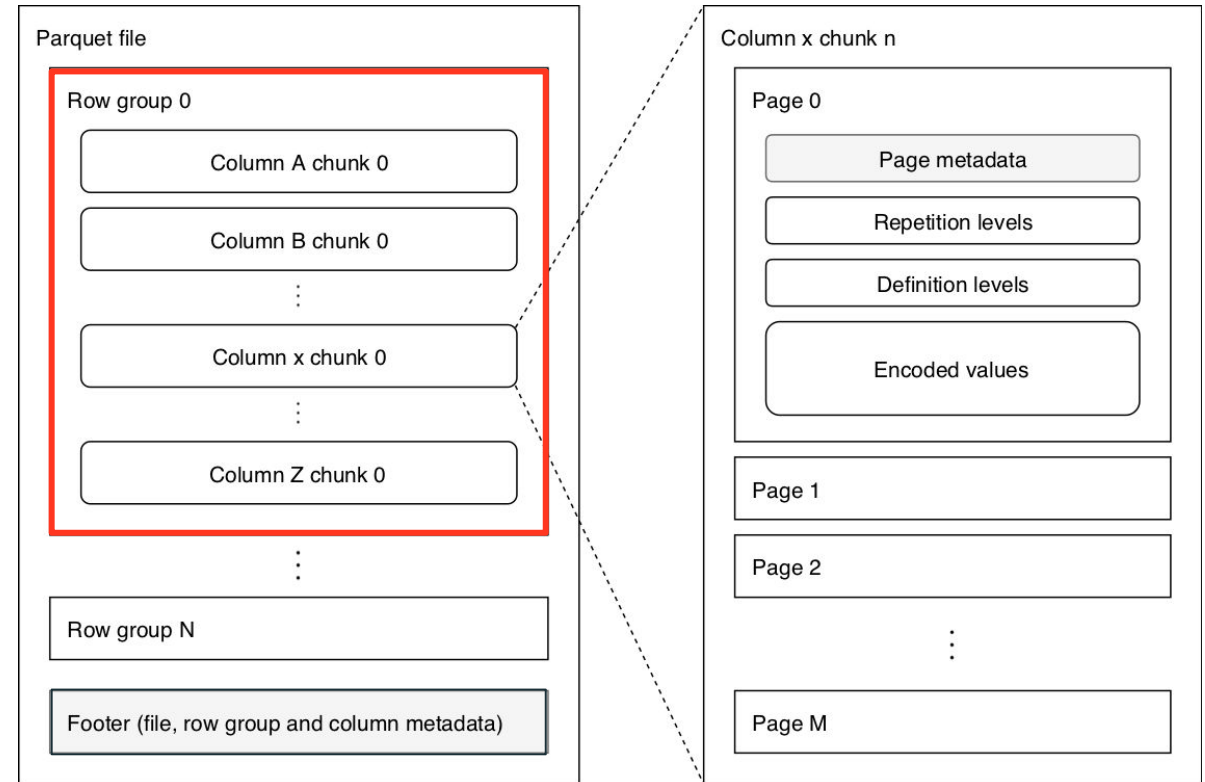 Parquet file
Row group 0
Column A chunk 0
Column B chunk 0
Column x chunk 0
Column Z chunk 0
Row group N
Footer (file, row group and column metadata)
Column x chunk n
Page 0
Page metadata
Repetition levels
Definition levels
Encoded values
Page 1
Page 2
Page M